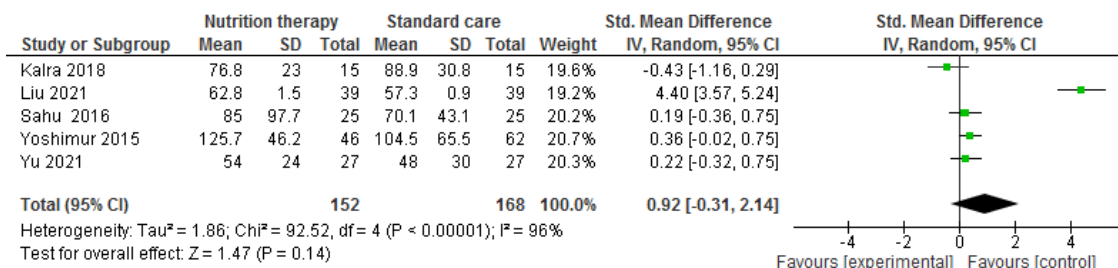 Nutrition therapy Standard care Std. Mean Difference Std. Mean Difference
Study or Subgroup Mean SD Total Mean SD Total Weight IV, Random, 95% CI IV, Random, 95% CI
Kalra 2018 76.8 23 15 88.9 30.8 15 19.6% -0.43 [-1.16, 0.29]
Liu 2021 62.8 1.5 39 57.3 0.9 39 19.2% 4.40 [3.57, 5.24]
Sahu 2016 85 97.7 25 70.1 43.1 25 20.2% 0.19 [-0.36, 0.75]
Yoshimur 2015 125.7 46.2 46 104.5 65.5 62 20.7% 0.36 [-0.02, 0.75]
Yu 2021 54 24 27 48 30 27 20.3% 0.22 [-0.32, 0.75]
Total (95% CI) 152 168 100.0% 0.92 [-0.31, 2.14]
Heterogeneity: Tau² = 1.86; Chi² = 92.52, df = 4 (P < 0.00001); I² = 96%
Test for overall effect: Z = 1.47 (P = 0.14)
-4 -2 0 2 4
Favours [experimental] Favours [control]